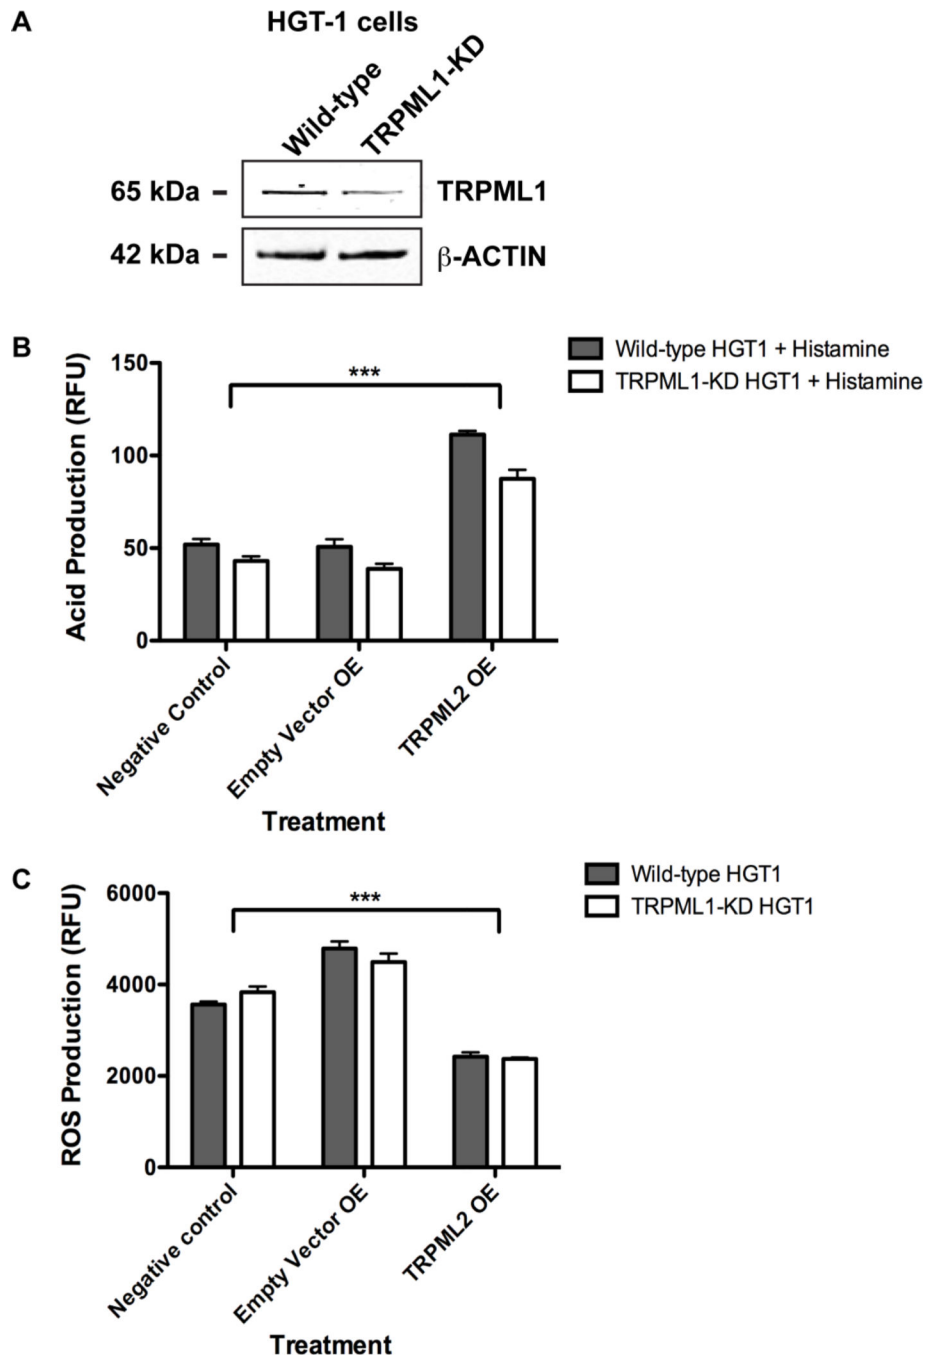 A
HGT-1 cells
Wild-type
TRPML1-KD
65 kDa –
TRPML1
42 kDa –
β-ACTIN
B
Wild-type HGT1 + Histamine
TRPML1-KD HGT1 + Histamine
Acid Production (RFU)
150
100
50
0
***
Negative Control
Empty Vector OE
TRPML2 OE
Treatment
C
Wild-type HGT1
TRPML1-KD HGT1
ROS Production (RFU)
6000
4000
2000
0
***
Negative control
Empty Vector OE
TRPML2 OE
Treatment